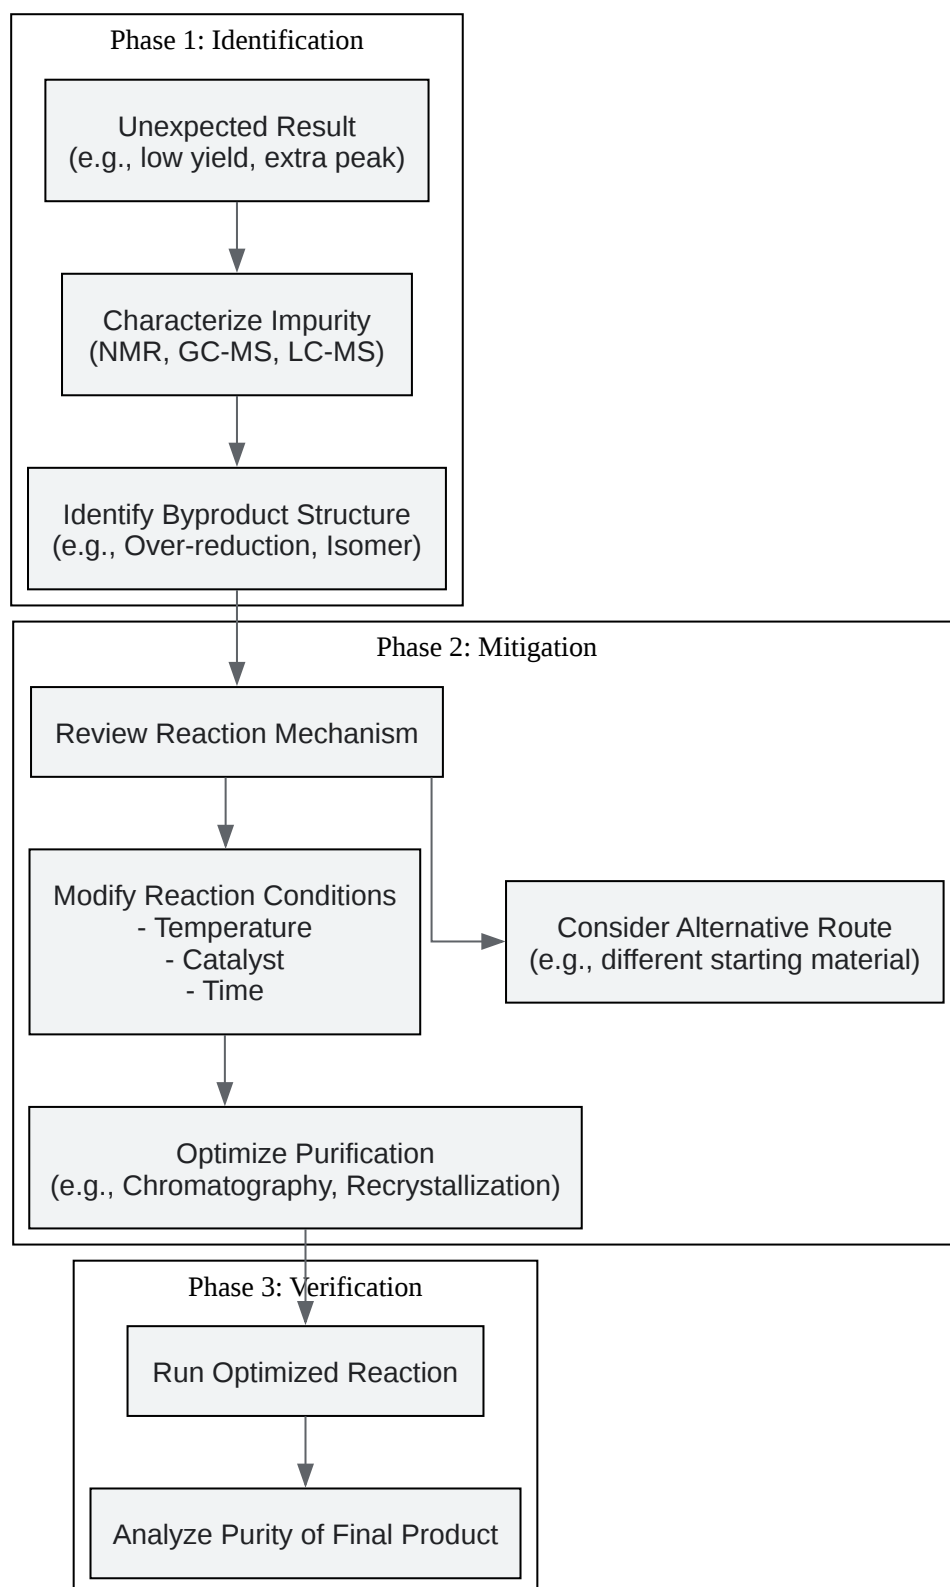 Phase 1: Identification
Unexpected Result
(e.g., low yield, extra peak)
Characterize Impurity
(NMR, GC-MS, LC-MS)
Identify Byproduct Structure
(e.g., Over-reduction, Isomer)
Phase 2: Mitigation
Review Reaction Mechanism
Modify Reaction Conditions
- Temperature
- Catalyst
- Time
Consider Alternative Route
(e.g., different starting material)
Optimize Purification
(e.g., Chromatography, Recrystallization)
Phase 3: Verification
Run Optimized Reaction
Analyze Purity of Final Product